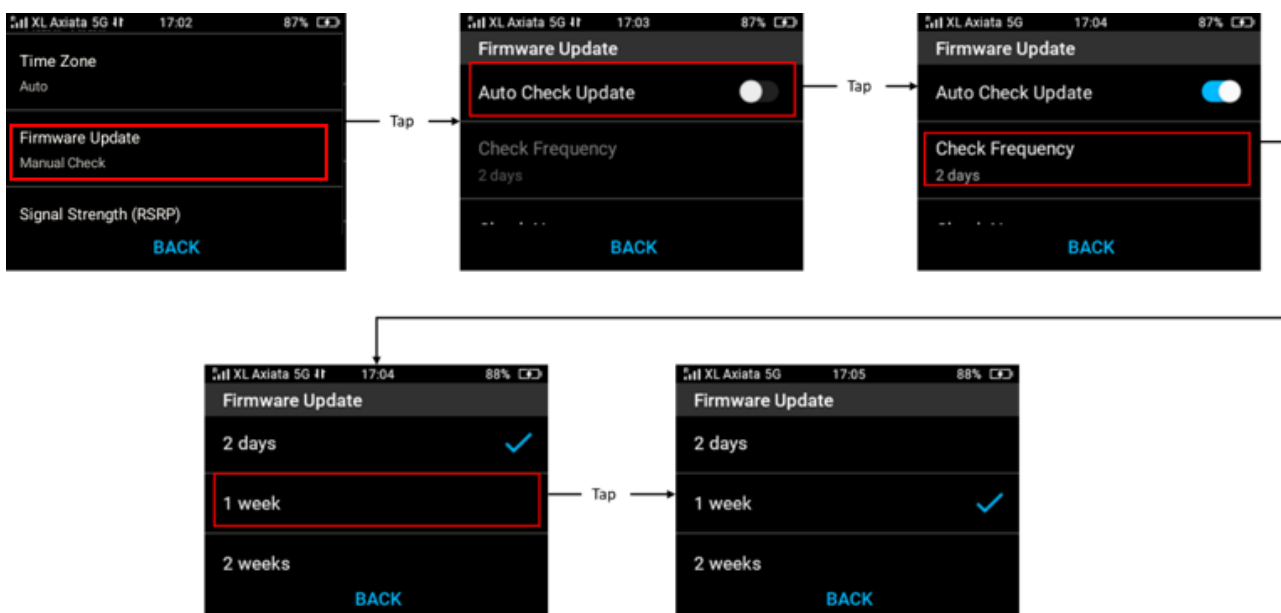 XL Axiata 5G 17:02 87%
Time Zone
Auto
Firmware Update
Manual Check
Signal Strength (RSRP)
BACK
Tap
XL Axiata 5G 17:03 87%
Firmware Update
Auto Check Update
Check Frequency
2 days
BACK
Tap
XL Axiata 5G 17:04 87%
Firmware Update
Auto Check Update
Check Frequency
2 days
BACK
XL Axiata 5G 17:04 88%
Firmware Update
2 days
1 week
2 weeks
BACK
Tap
XL Axiata 5G 17:05 88%
Firmware Update
2 days
1 week
2 weeks
BACK